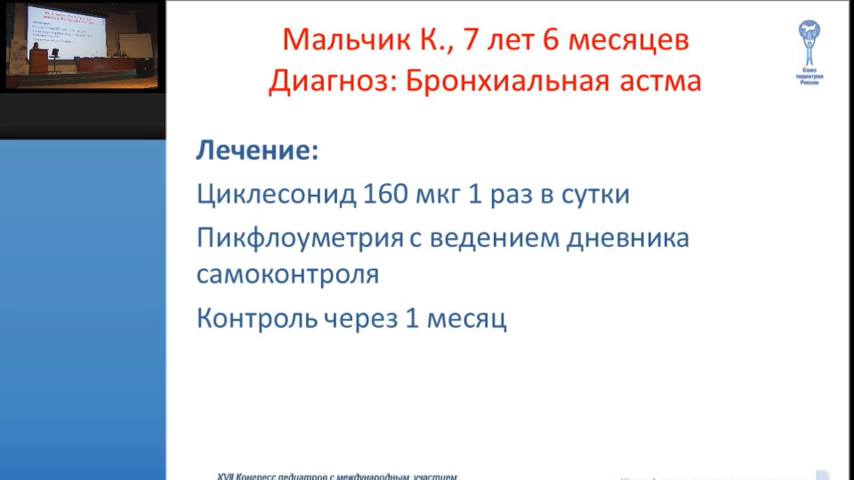 Мальчик К., 7 лет 6 месяцев
Диагноз: Бронхиальная астма
Союз
педиатров
России
Лечение:
Циклесонид 160 мкг 1 раз в сутки
Пикфлоуметрия с ведением дневника
самоконтроля
Контроль через 1 месяц
XVII Конгресс педиатров с международным участием